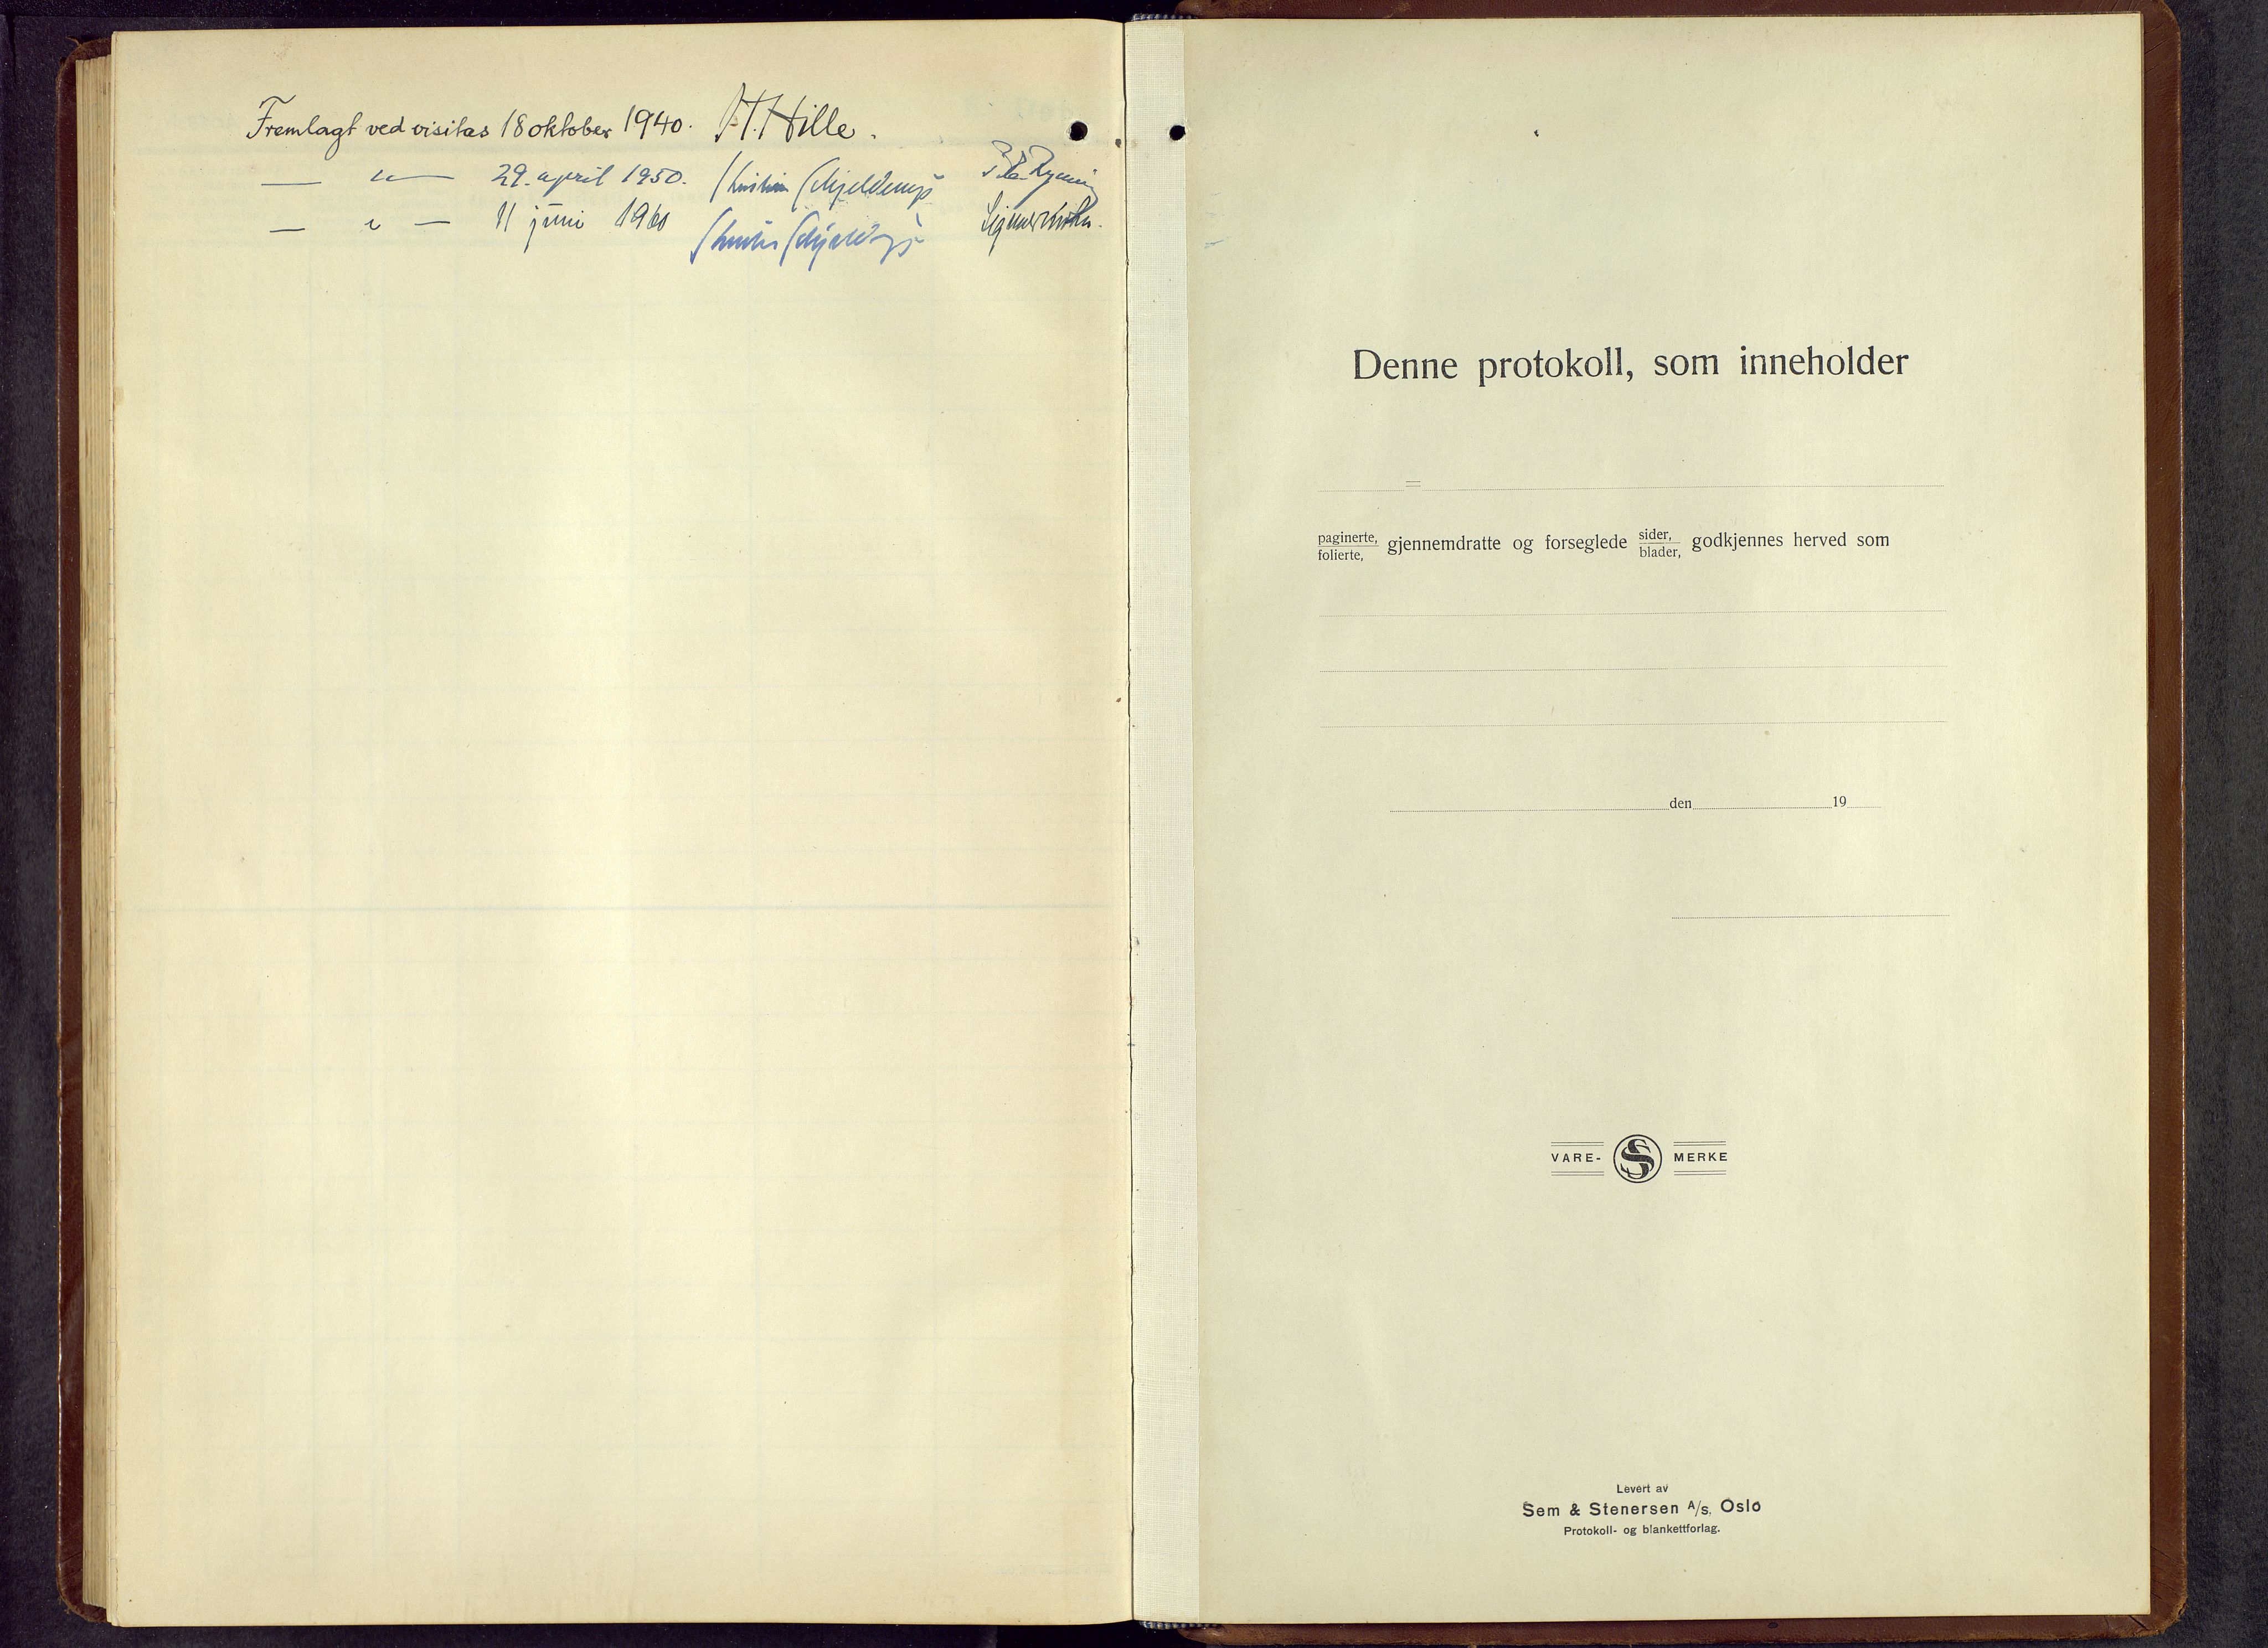 Fremlagt ved visitas 18 oktober 1940. H. Hille.
— " — 29. april 1950. Kristian Schjelderup
— " — 11 juni 1960 Kristian Schjelderup
Denne protokoll, som inneholder
=
paginerte, folierte, gjennemdratte og forseglede sider, blader, godkjennes herved som
den 19
VARE- SS MERKE
Levert av
Sem & Stenersen A/s, Oslo
Protokoll- og blankettforlag.